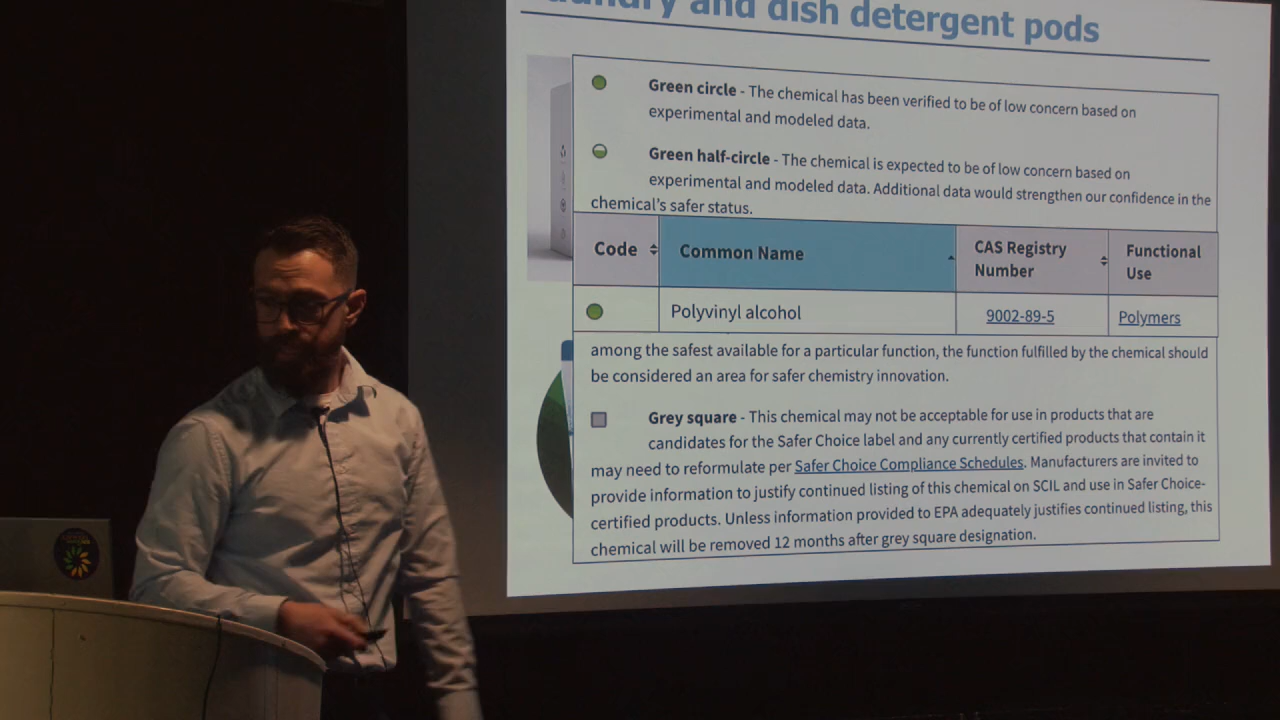 and dish detergent pods
Green circle - The chemical has been verified to be of low concern based on
experimental and modeled data.
Green half-circle - The chemical is expected to be of low concern based on
experimental and modeled data. Additional data would strengthen our confidence in the
chemical's safer status.
Code Common Name CAS Registry Number Functional Use
Polyvinyl alcohol 9002-89-5 Polymers
among the safest available for a particular function, the function fulfilled by the chemical should
be considered an area for safer chemistry innovation.
Grey square - This chemical may not be acceptable for use in products that are
candidates for the Safer Choice label and any currently certified products that contain it
may need to reformulate per Safer Choice Compliance Schedules. Manufacturers are invited to
provide information to justify continued listing of this chemical on SCIL and use in Safer Choice-
certified products. Unless information provided to EPA adequately justifies continued listing, this
chemical will be removed 12 months after grey square designation.